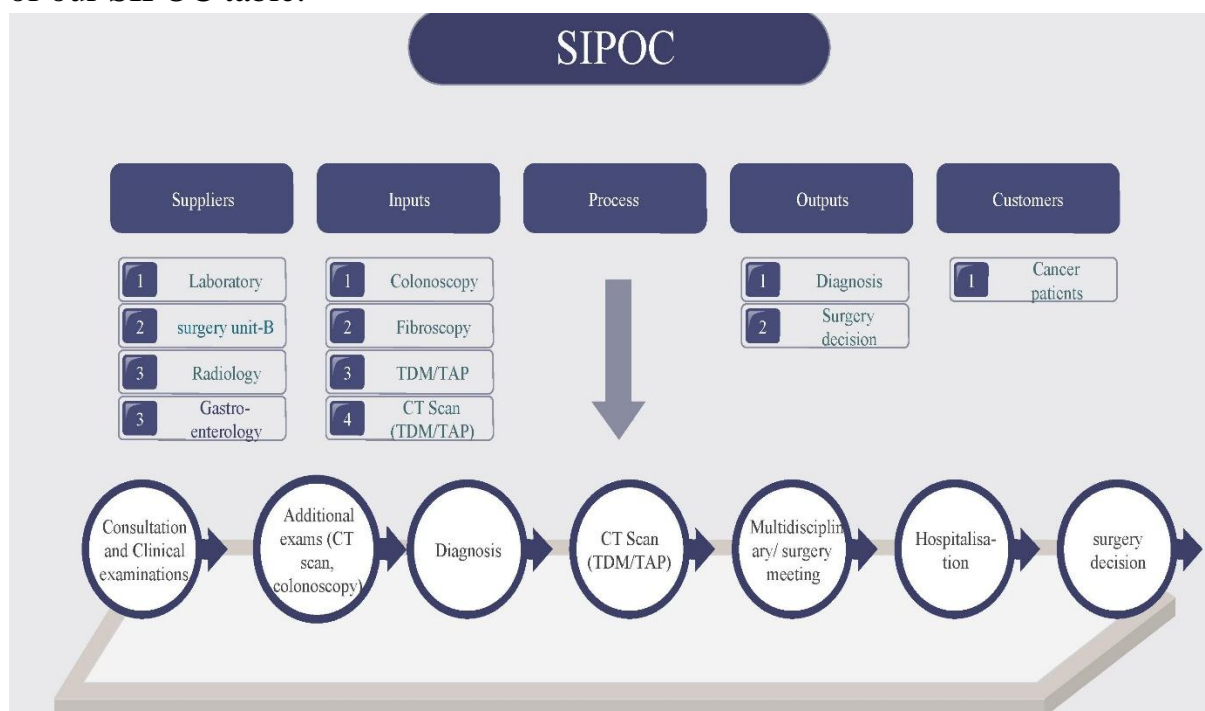 SIPOC
Suppliers
Inputs
Process
Outputs
Customers
1 Laboratory
2 surgery unit-B
3 Radiology
3 Gastro-
enterology
1 Colonoscopy
2 Fibroscopy
3 TDM/TAP
4 CT Scan
(TDM/TAP)
1 Diagnosis
2 Surgery
decision
1 Cancer
patients
Consultation
and Clinical
examinations
Additional
exams (CT
scan,
colonoscopy)
Diagnosis
CT Scan
(TDM/TAP)
Multidisciplin
ary/ surgery
meeting
Hospitalisa-
tion
surgery
decision